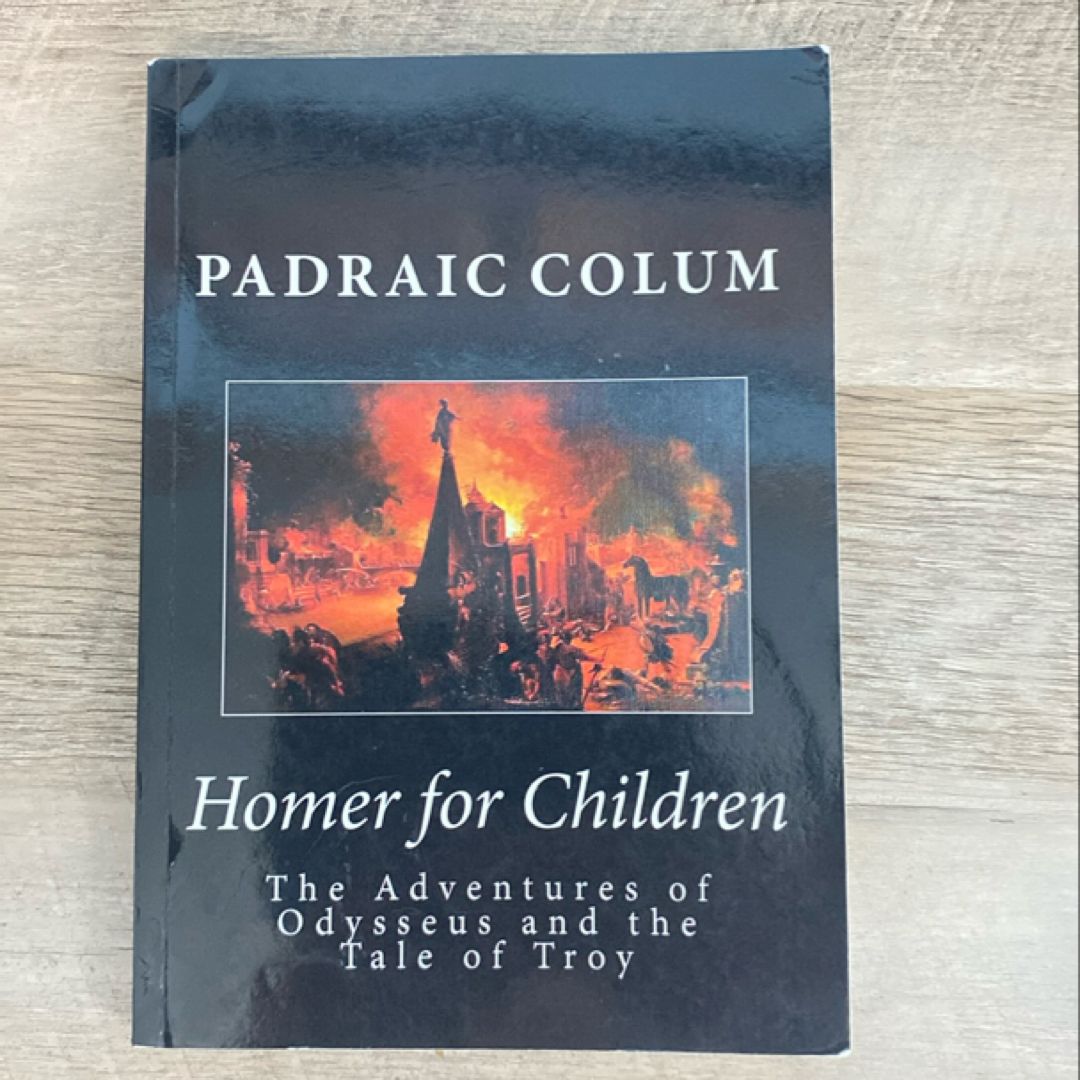 PADRAIC COLUM
Homer for Children
The Adventures of
Odysseus and the
Tale of Troy